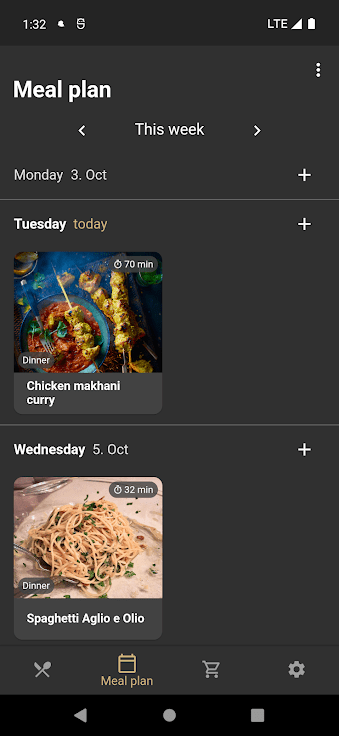 1:32
LTE
Meal plan
This week
Monday 3. Oct
Tuesday today
70 min
Dinner
Chicken makhani
curry
Wednesday 5. Oct
32 min
Dinner
Spaghetti Aglio e Olio
Meal plan